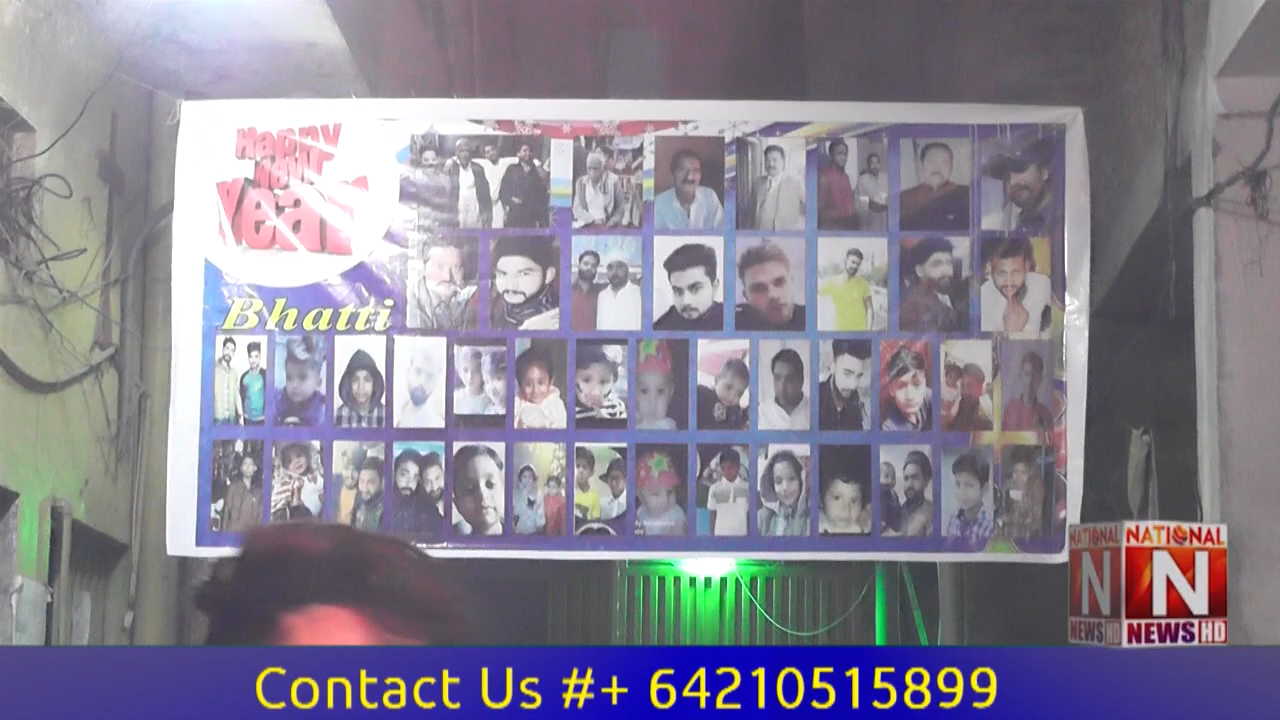 Happy
New
Year
Bhatti
NATIONAL
N
NEWS HD
NATIONAL
N
NEWS HD
Contact Us #+ 64210515899